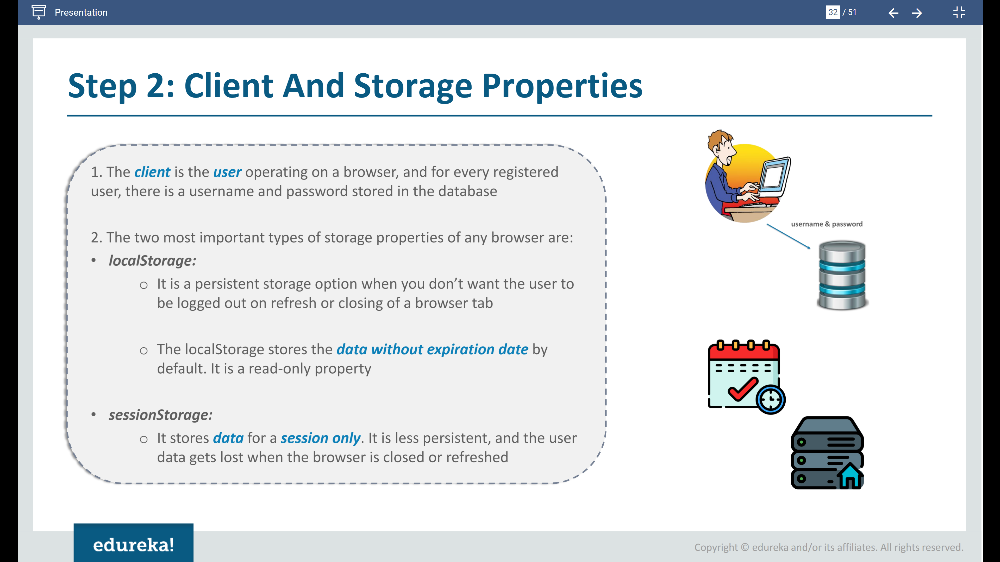 Presentation
32 / 51
Step 2: Client And Storage Properties
1. The client is the user operating on a browser, and for every registered
user, there is a username and password stored in the database
username & password
2. The two most important types of storage properties of any browser are:
• localStorage:
o It is a persistent storage option when you don’t want the user to
be logged out on refresh or closing of a browser tab
o The localStorage stores the data without expiration date by
default. It is a read-only property
• sessionStorage:
o It stores data for a session only. It is less persistent, and the user
data gets lost when the browser is closed or refreshed
edureka!
Copyright © edureka and/or its affiliates. All rights reserved.